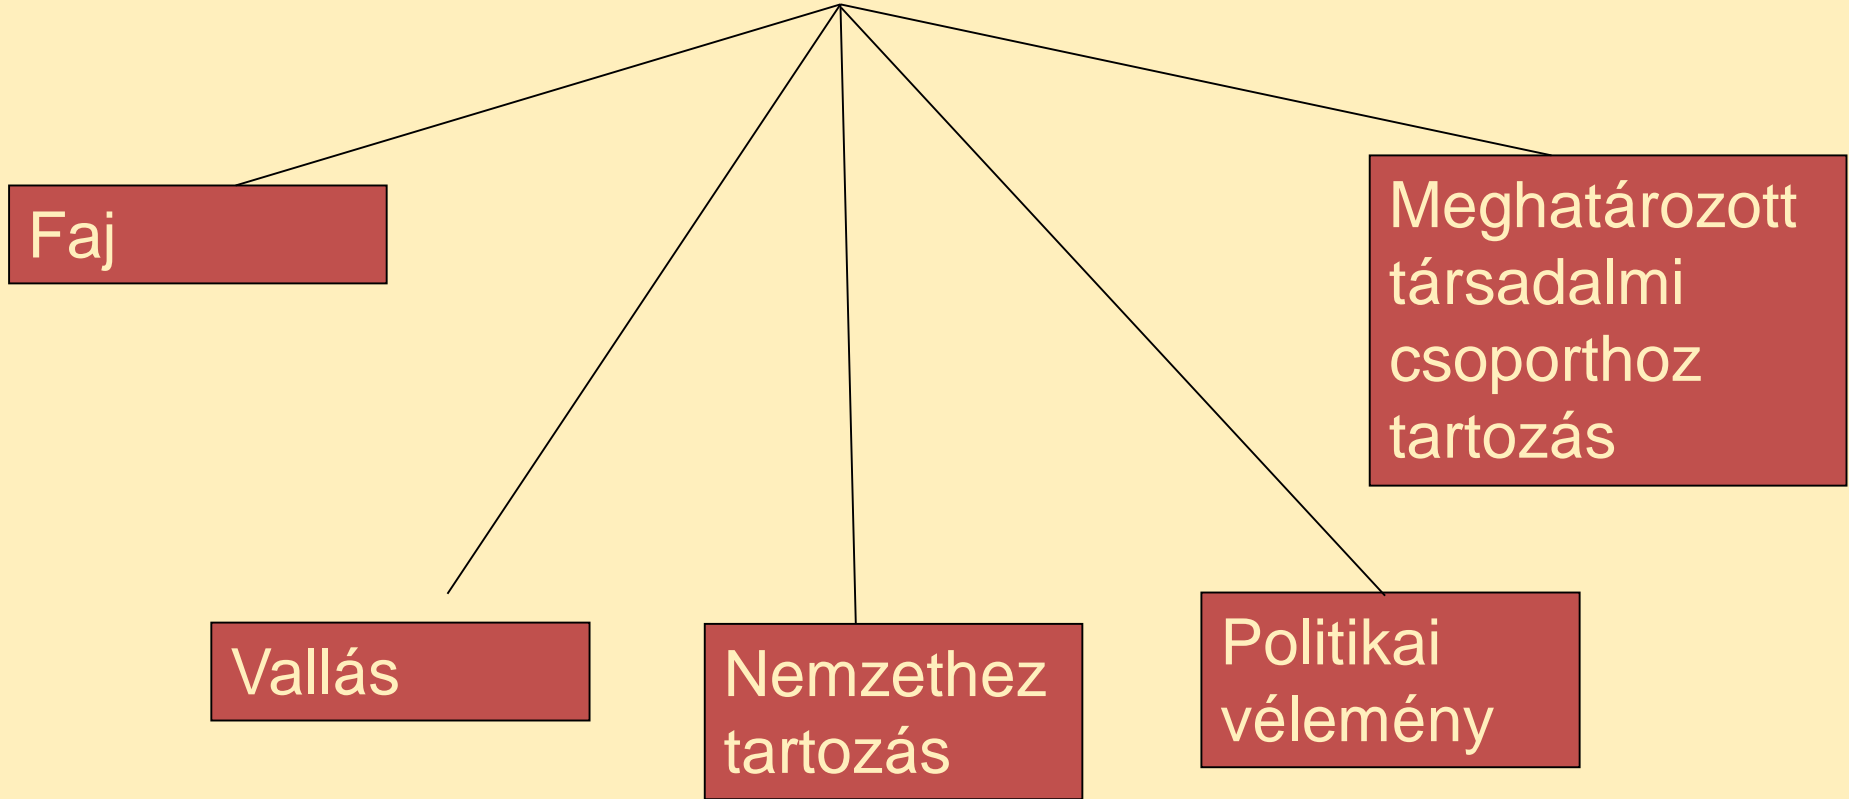 Faj
Meghatározott
társadalmi
csoporthoz
tartozás
Vallás
Nemzethez
tartozás
Politikai
vélemény